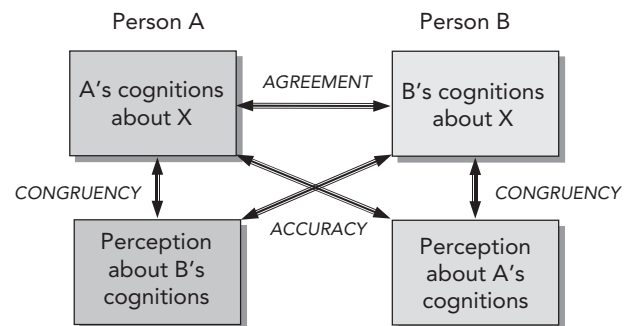 Person A
Person B
A's cognitions
about X
AGREEMENT
B's cognitions
about X
CONGRUENCY
CONGRUENCY
ACCURACY
Perception
about B's
cognitions
Perception
about A's
cognitions